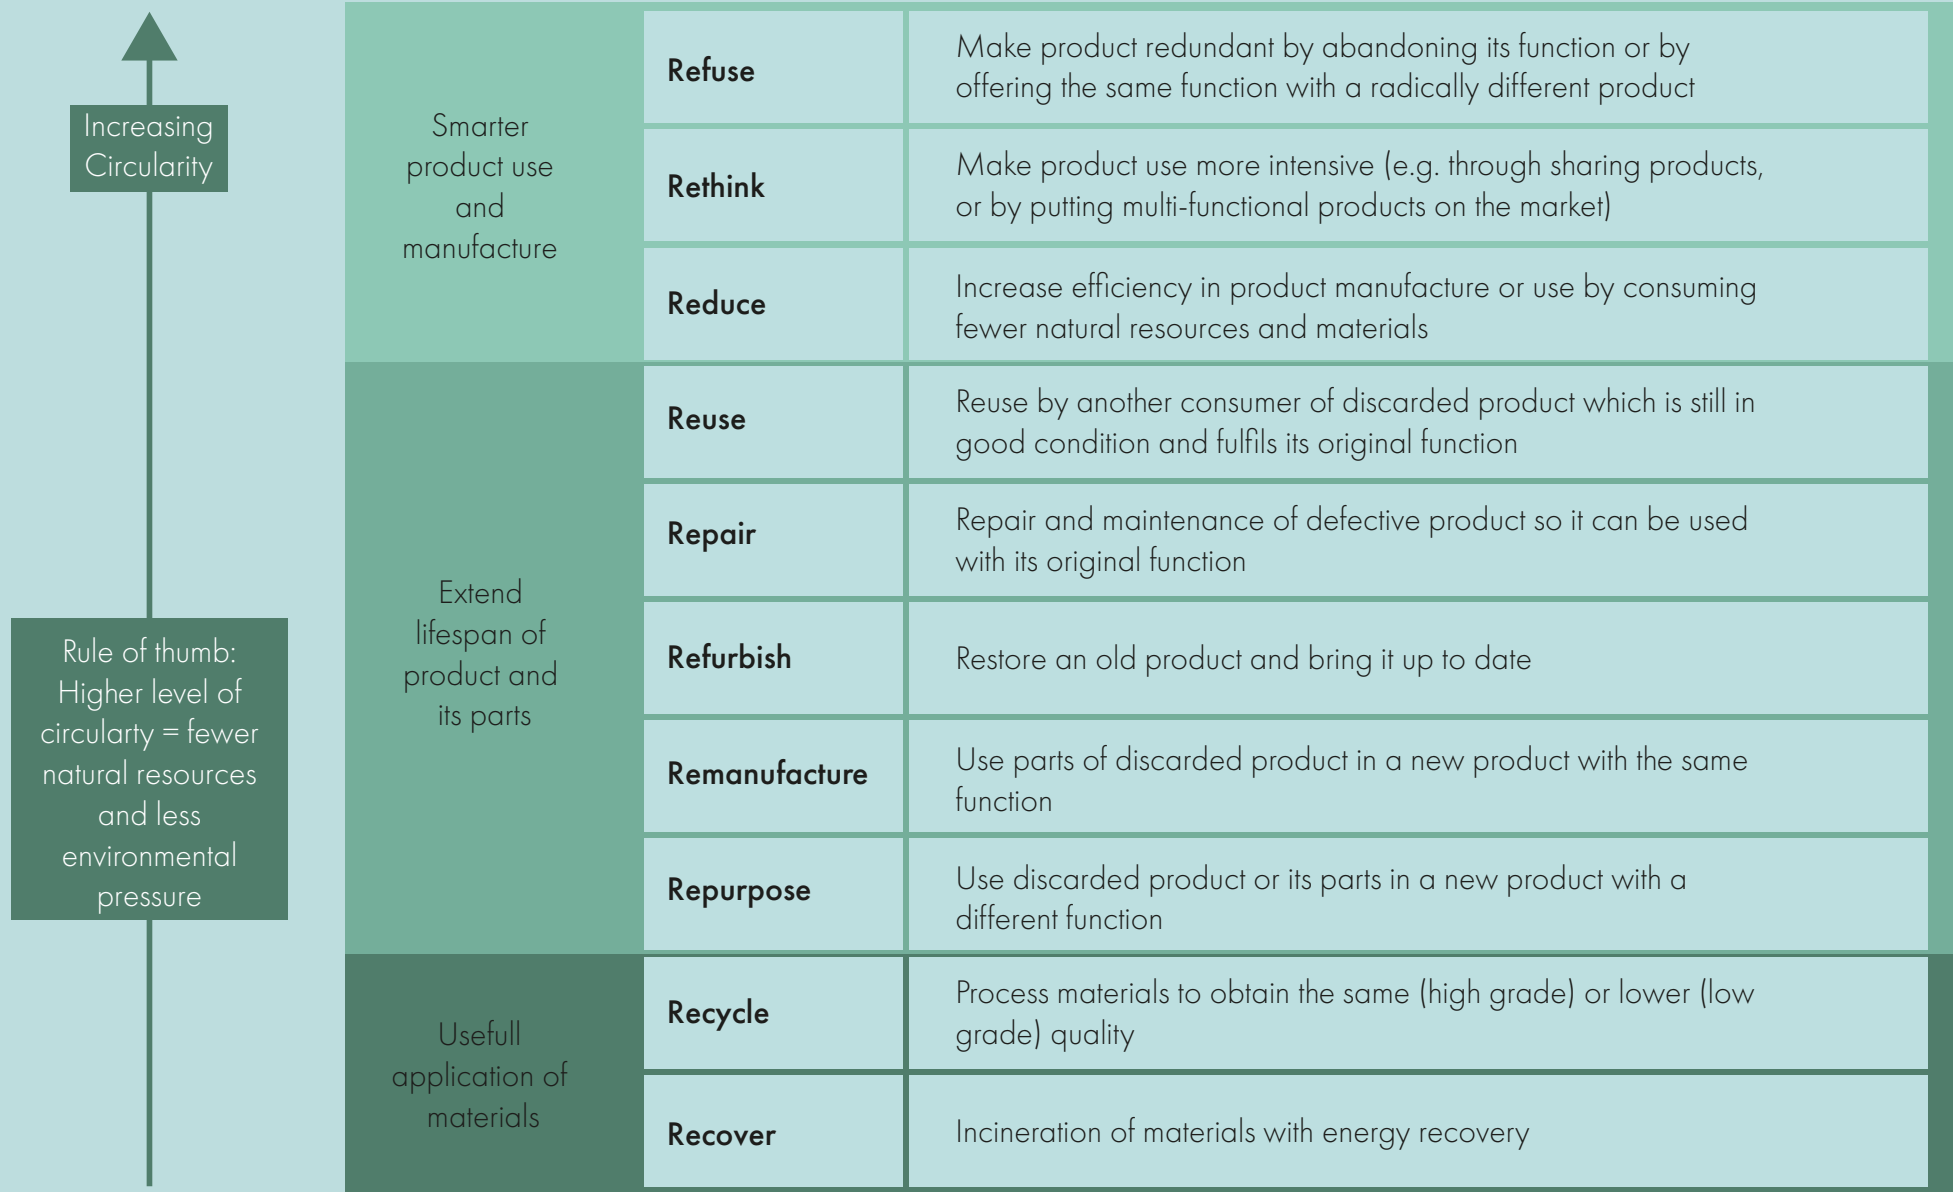 Increasing
Circularity
Rule of thumb:
Higher level of
circularty = fewer
natural resources
and less
environmental
pressure
Smarter
product use
and
manufacture
Refuse
Make product redundant by abandoning its function or by
offering the same function with a radically different product
Rethink
Make product use more intensive (e.g. through sharing products,
or by putting multi-functional products on the market)
Reduce
Increase efficiency in product manufacture or use by consuming
fewer natural resources and materials
Extend
lifespan of
product and
its parts
Reuse
Reuse by another consumer of discarded product which is still in
good condition and fulfils its original function
Repair
Repair and maintenance of defective product so it can be used
with its original function
Refurbish
Restore an old product and bring it up to date
Remanufacture
Use parts of discarded product in a new product with the same
function
Repurpose
Use discarded product or its parts in a new product with a
different function
Usefull
application of
materials
Recycle
Process materials to obtain the same (high grade) or lower (low
grade) quality
Recover
Incineration of materials with energy recovery